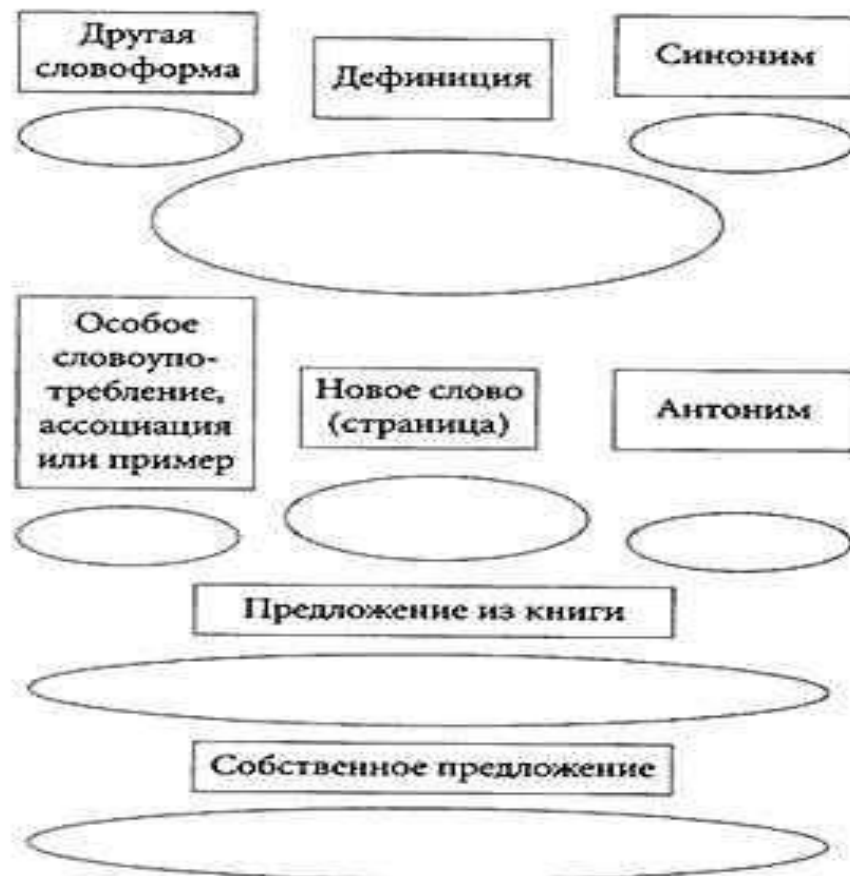 Другая
словоформа
Дефиниция
Синоним
Особое
словоупо-
требление,
ассоциация
или пример
Новое слово
(страница)
Антоним
Предложение из книги
Собственное предложение